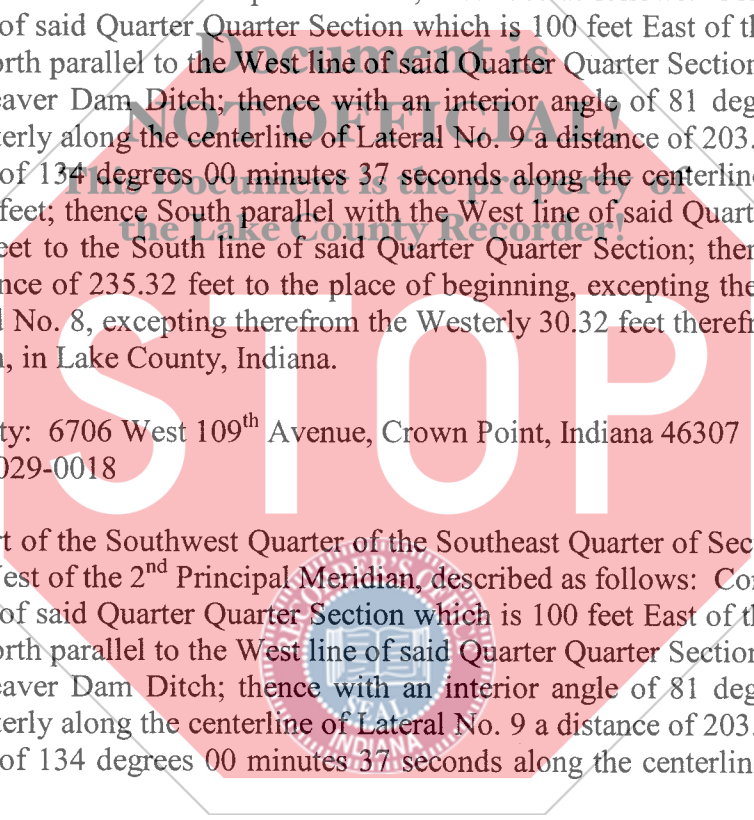 of said Quarter Quarter Section which is 100 feet East of th
Document is
orth parallel to the West line of said Quarter Quarter Section
eaver Dam Ditch; thence with an interior angle of 81 deg
NOT OFFICIAL!
terly along the centerline of Lateral No. 9 a distance of 203.
of 134 degrees 00 minutes 37 seconds along the centerlin
This Document is the property of
feet; thence South parallel with the West line of said Quart
the Lake County Recorder!
eet to the South line of said Quarter Quarter Section; then
nce of 235.32 feet to the place of beginning, excepting the
l No. 8, excepting therefrom the Westerly 30.32 feet therefr
, in Lake County, Indiana.
STOP
ty: 6706 West 109th Avenue, Crown Point, Indiana 46307
029-0018
rt of the Southwest Quarter of the Southeast Quarter of Sec
Vest of the 2nd Principal Meridian, described as follows: Co
of said Quarter Quarter Section which is 100 feet East of th
orth parallel to the West line of said Quarter Quarter Section
eaver Dam Ditch; thence with an interior angle of 81 deg
terly along the centerline of Lateral No. 9 a distance of 203.
SEAL
INDIANA
of 134 degrees 00 minutes 37 seconds along the centerlin